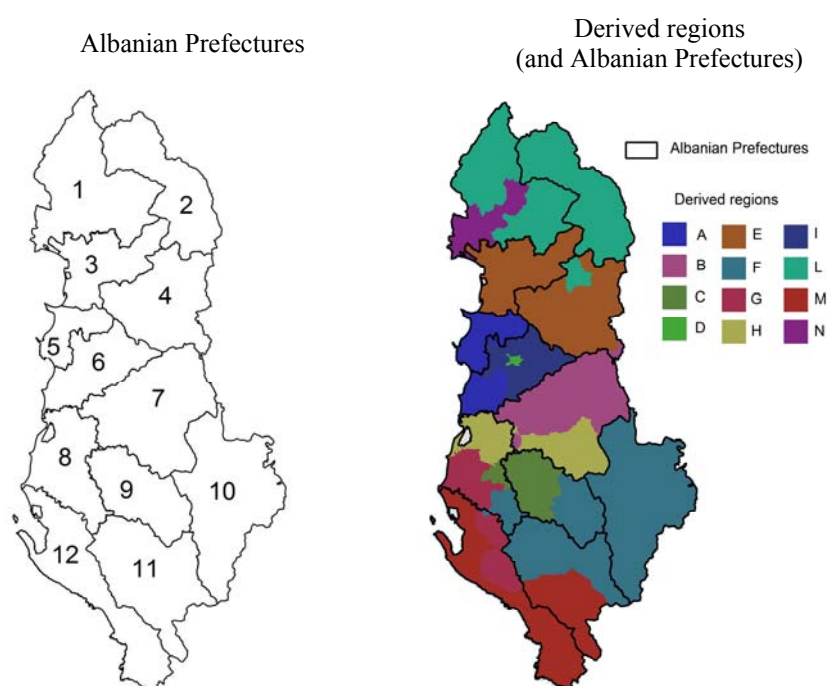 Albanian Prefectures
Derived regions
(and Albanian Prefectures)
1
2
3
4
5
6
7
8
9
10
11
12
Albanian Prefectures
Derived regions
A E I
B F L
C G M
D H N